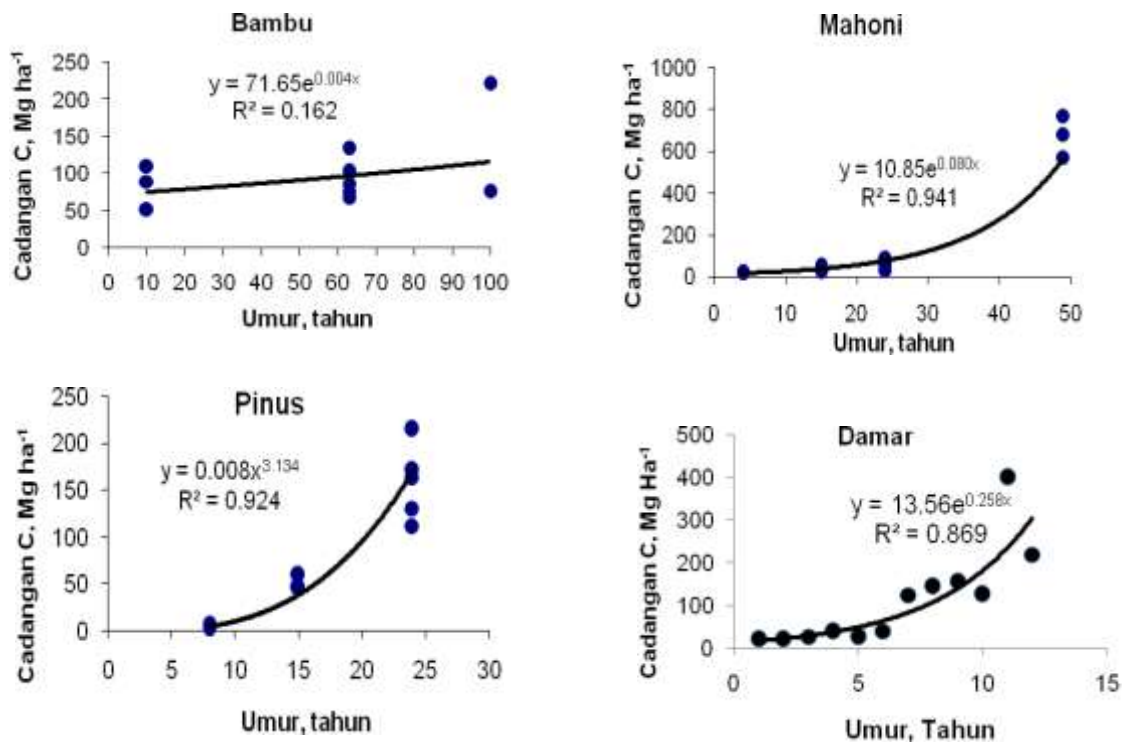 Bambu
Cadangan C, Mg ha⁻¹
250
200
150
100
50
0
y = 71.65e^0.004x
R² = 0.162
0 10 20 30 40 50 60 70 80 90 100
Umur, tahun
Mahoni
Cadangan C, Mg ha⁻¹
1000
800
600
400
200
0
y = 10.85e^0.080x
R² = 0.941
0 10 20 30 40 50
Umur, tahun
Pinus
Cadangan C. Mg ha⁻¹
250
200
150
100
50
0
y = 0.008x^3.134
R² = 0.924
0 5 10 15 20 25 30
Umur, tahun
Damar
Cadangan C. Mg Ha⁻¹
500
400
300
200
100
0
y = 13.56e^0.258x
R² = 0.869
0 5 10 15
Umur, Tahun